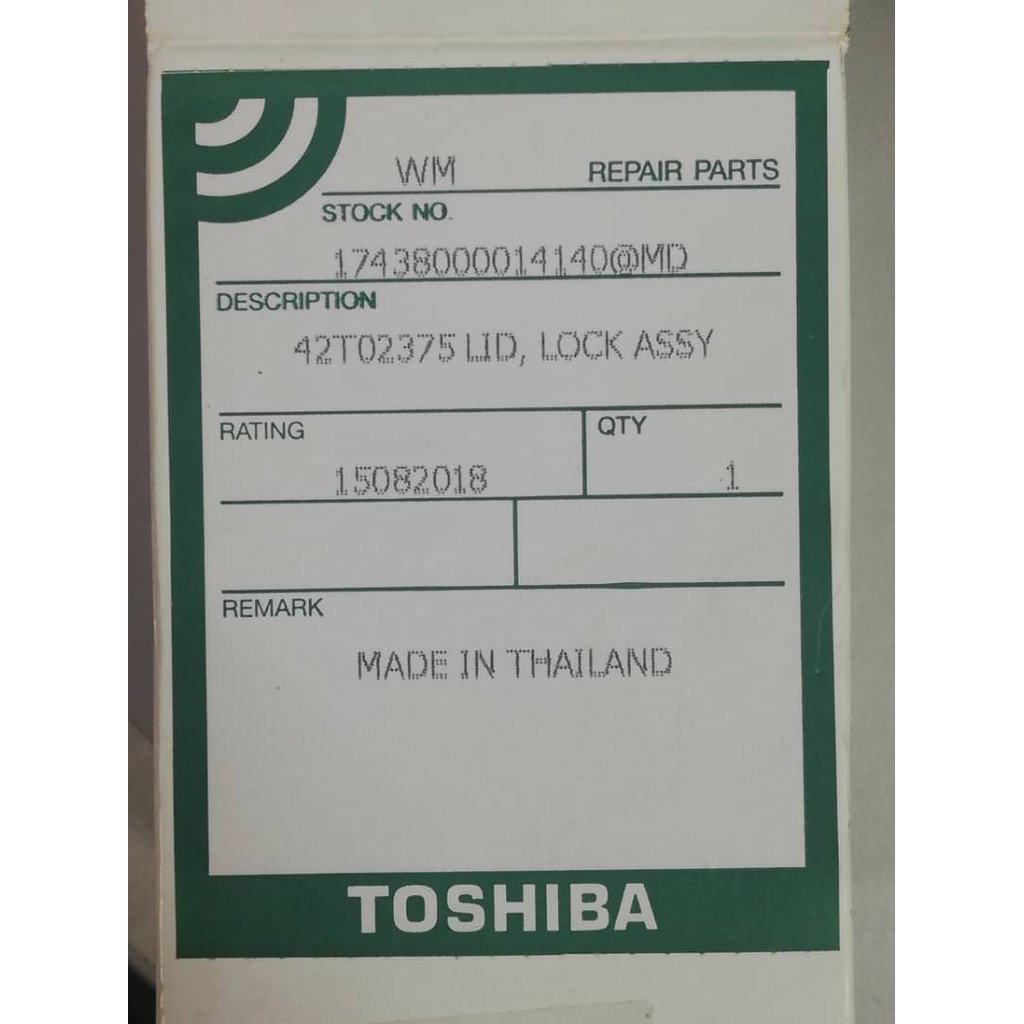 WM REPAIR PARTS
STOCK NO.
17438000014140@MD
DESCRIPTION
42T02375 LID, LOCK ASSY
RATING QTY
15082018 1
REMARK
MADE IN THAILAND
TOSHIBA